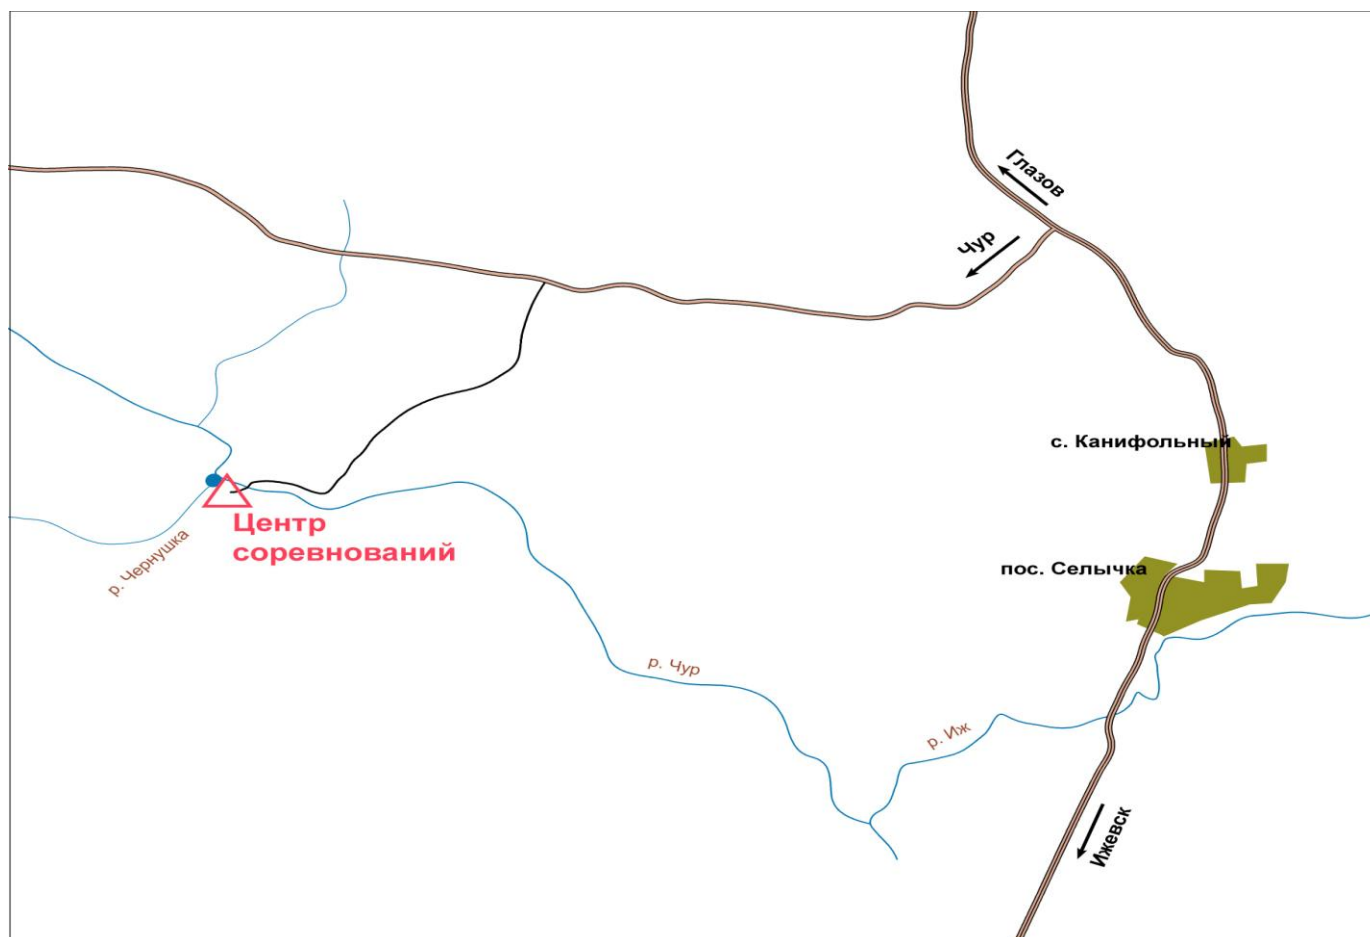 Глазов
Чур
с. Канифольный
Центр
соревнований
р. Чернушка
пос. Селычка
р. Чур
р. Иж
Ижевск